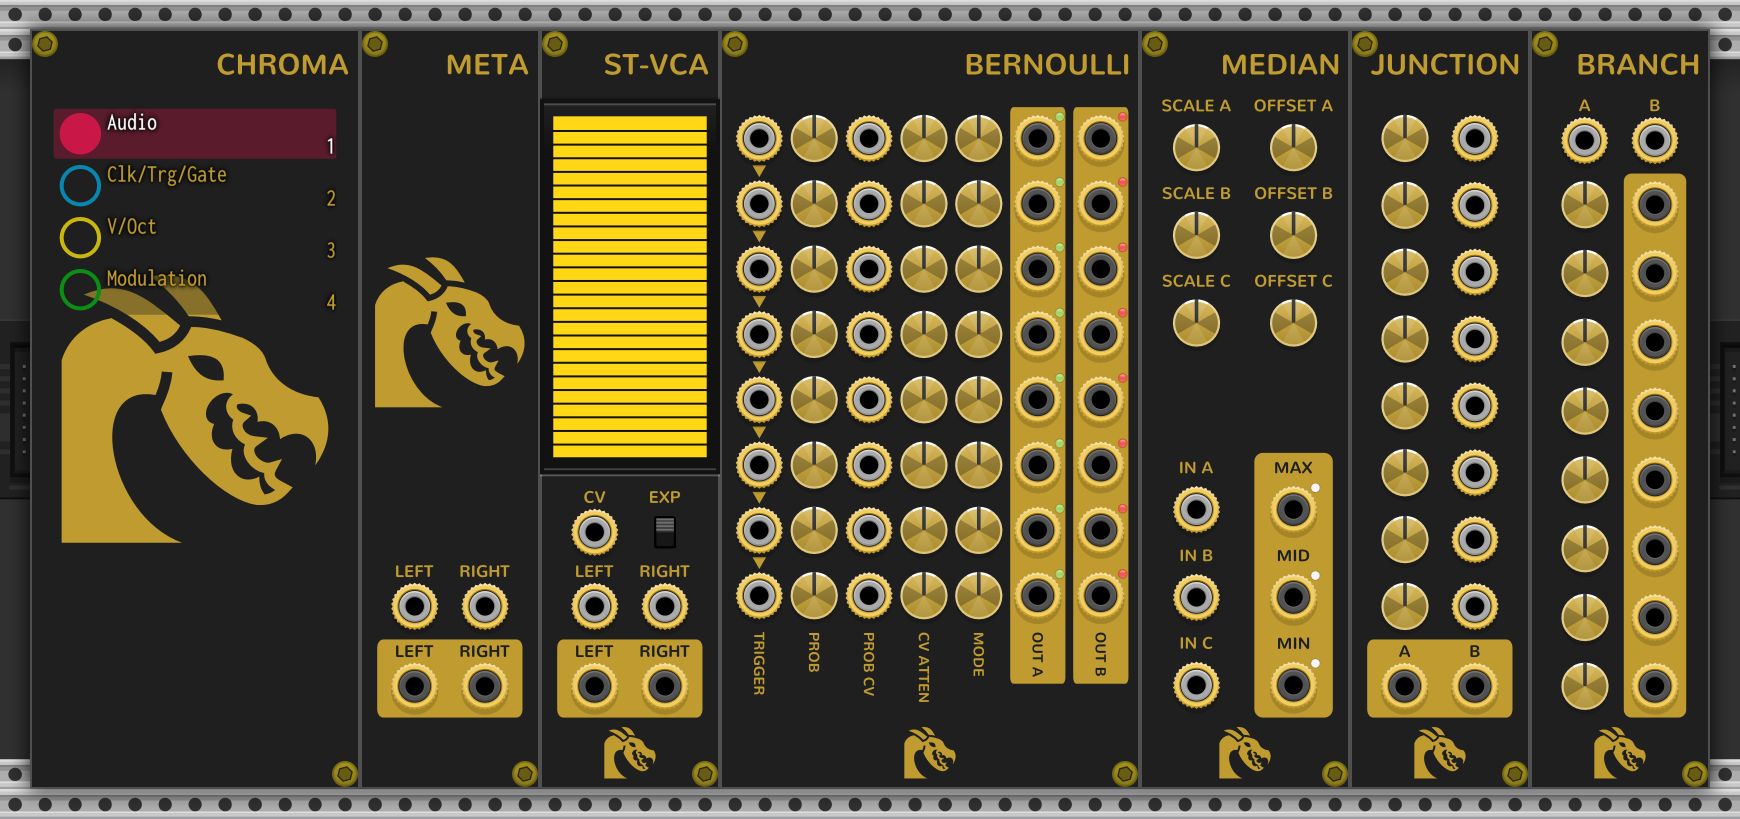 CHROMA
Audio
1
Clk/Trg/Gate
2
V/Oct
3
Modulation
4
META
LEFT RIGHT
LEFT RIGHT
ST-VCA
CV EXP
LEFT RIGHT
LEFT RIGHT
BERNOULLI
TRIGGER
PROB
PROB CV
CV ATTEN
MODE
OUT A
OUT B
MEDIAN
SCALE A OFFSET A
SCALE B OFFSET B
SCALE C OFFSET C
IN A MAX
IN B MID
IN C MIN
JUNCTION
A B
BRANCH
A B